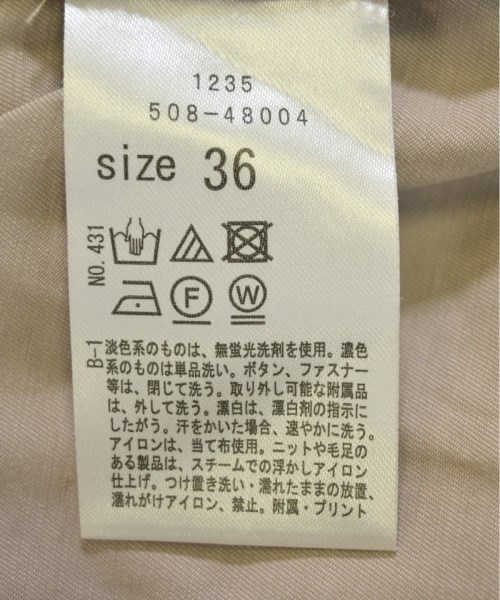 1235
508-48004
size 36
NO. 431
F W
B-1
淡色系のものは、無蛍光洗剤を使用。濃色
系のものは単品洗い。ボタン、ファスナー
等は、閉じて洗う。取り外し可能な附属品
は、外して洗う。漂白は、漂白剤の指示に
したがう。汗をかいた場合、速やかに洗う。
アイロンは、当て布使用。ニットや毛足の
ある製品は、スチームでの浮かしアイロン
仕上げ。つけ置き洗い・濡れたままの放置、
濡れがけアイロン、禁止。附属・プリント